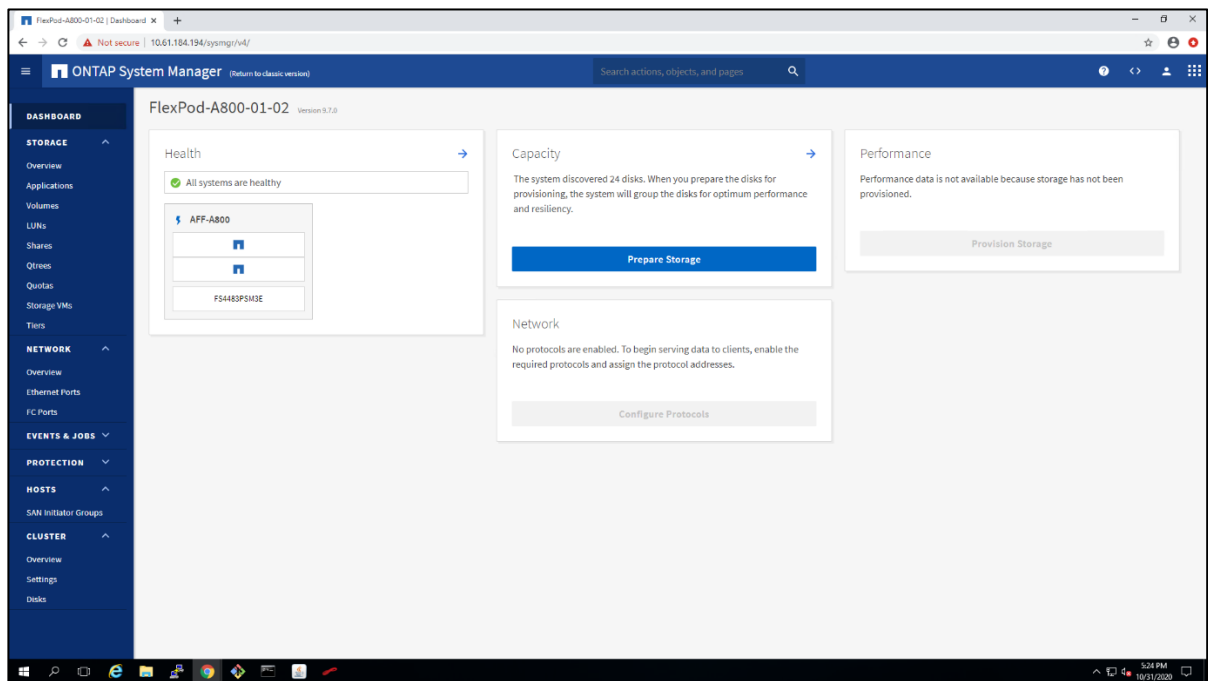 FlexPod-A800-01-02 | Dashboard
Not secure | 10.61.184.194/sysmgr/v4/
ONTAP System Manager (Return to classic version)
Search actions, objects, and pages
DASHBOARD
STORAGE
Overview
Applications
Volumes
LUNs
Shares
Qtrees
Quotas
Storage VMs
Tiers
NETWORK
Overview
Ethernet Ports
FC Ports
EVENTS & JOBS
PROTECTION
HOSTS
SAN Initiator Groups
CLUSTER
Overview
Settings
Disks
FlexPod-A800-01-02 Version 9.7.0
Health
All systems are healthy
AFF-A800
FS4483PSM3E
Capacity
The system discovered 24 disks. When you prepare the disks for
provisioning, the system will group the disks for optimum performance
and resiliency.
Prepare Storage
Network
No protocols are enabled. To begin serving data to clients, enable the
required protocols and assign the protocol addresses.
Configure Protocols
Performance
Performance data is not available because storage has not been
provisioned.
Provision Storage
5:24 PM
10/31/2020